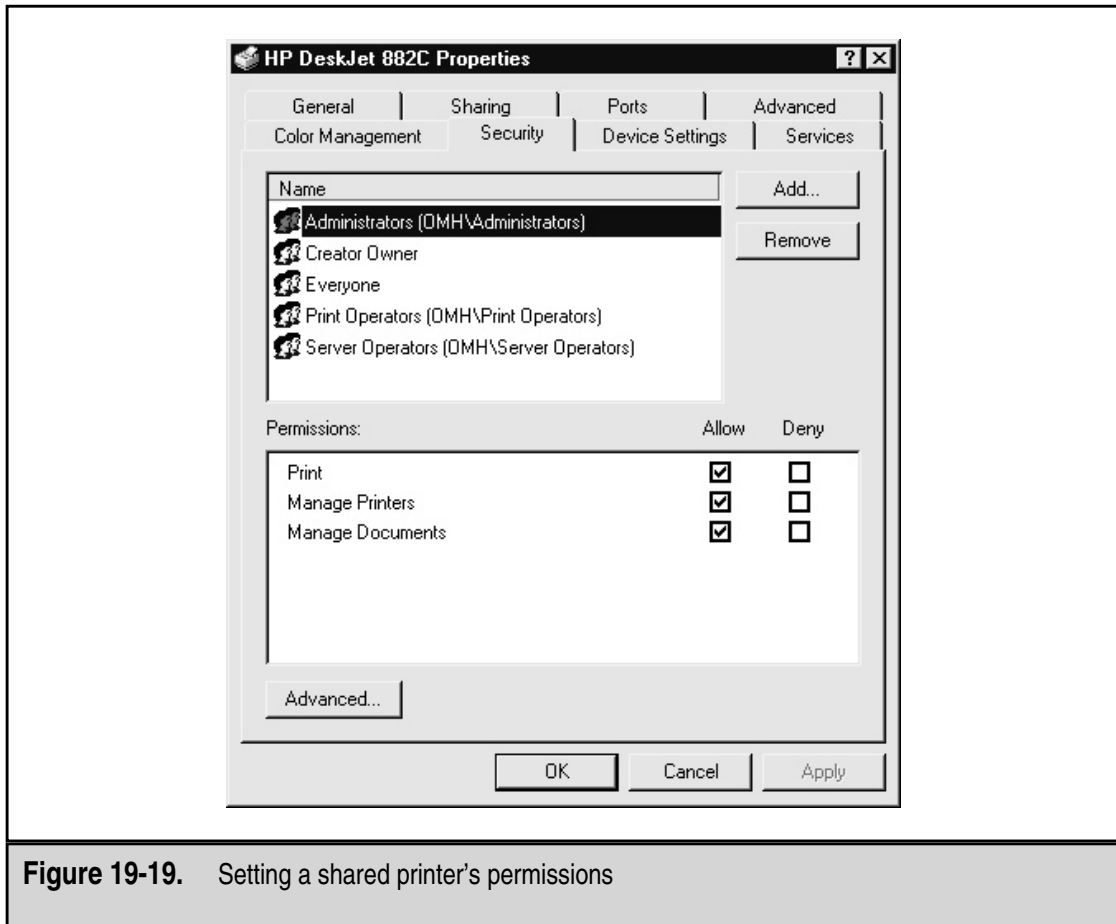 HP DeskJet 882C Properties
General Sharing Ports Advanced
Color Management Security Device Settings Services
Name
Add...
Administrators (OMH\Administrators)
Remove
Creator Owner
Everyone
Print Operators (OMH\Print Operators)
Server Operators (OMH\Server Operators)
Permissions: Allow Deny
Print
Manage Printers
Manage Documents
Advanced...
OK Cancel Apply
Figure 19-19. Setting a shared printer's permissions